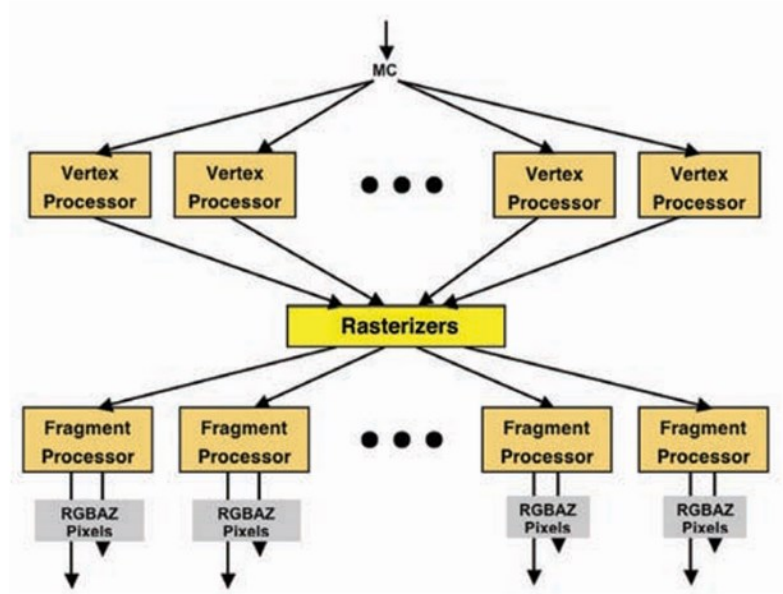 MC
Vertex
Processor
Vertex
Processor
Vertex
Processor
Vertex
Processor
Rasterizers
Fragment
Processor
Fragment
Processor
Fragment
Processor
Fragment
Processor
RGBAZ
Pixels
RGBAZ
Pixels
RGBAZ
Pixels
RGBAZ
Pixels